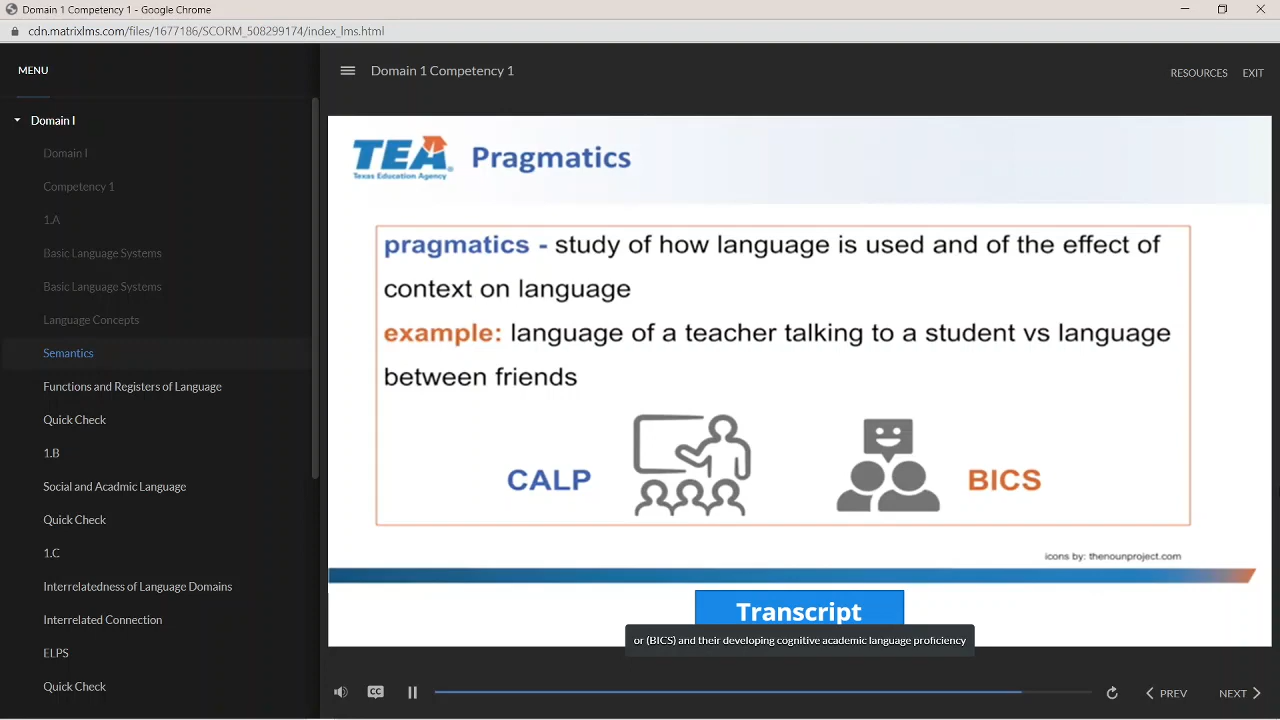 Domain 1 Competency 1 - Google Chrome
cdn.matrixlms.com/files/1677186/SCORM_508299174/index_lms.html
MENU
Domain I
Domain I
Competency 1
1.A
Basic Language Systems
Basic Language Systems
Language Concepts
Semantics
Functions and Registers of Language
Quick Check
1.B
Social and Acadmic Language
Quick Check
1.C
Interrelatedness of Language Domains
Interrelated Connection
ELPS
Quick Check
Domain 1 Competency 1
RESOURCES EXIT
TEA
Texas Education Agency
Pragmatics
pragmatics - study of how language is used and of the effect of
context on language
example: language of a teacher talking to a student vs language
between friends
CALP BICS
icons by: thenounproject.com
Transcript
or (BICS) and their developing cognitive academic language proficiency
CC
PREV NEXT